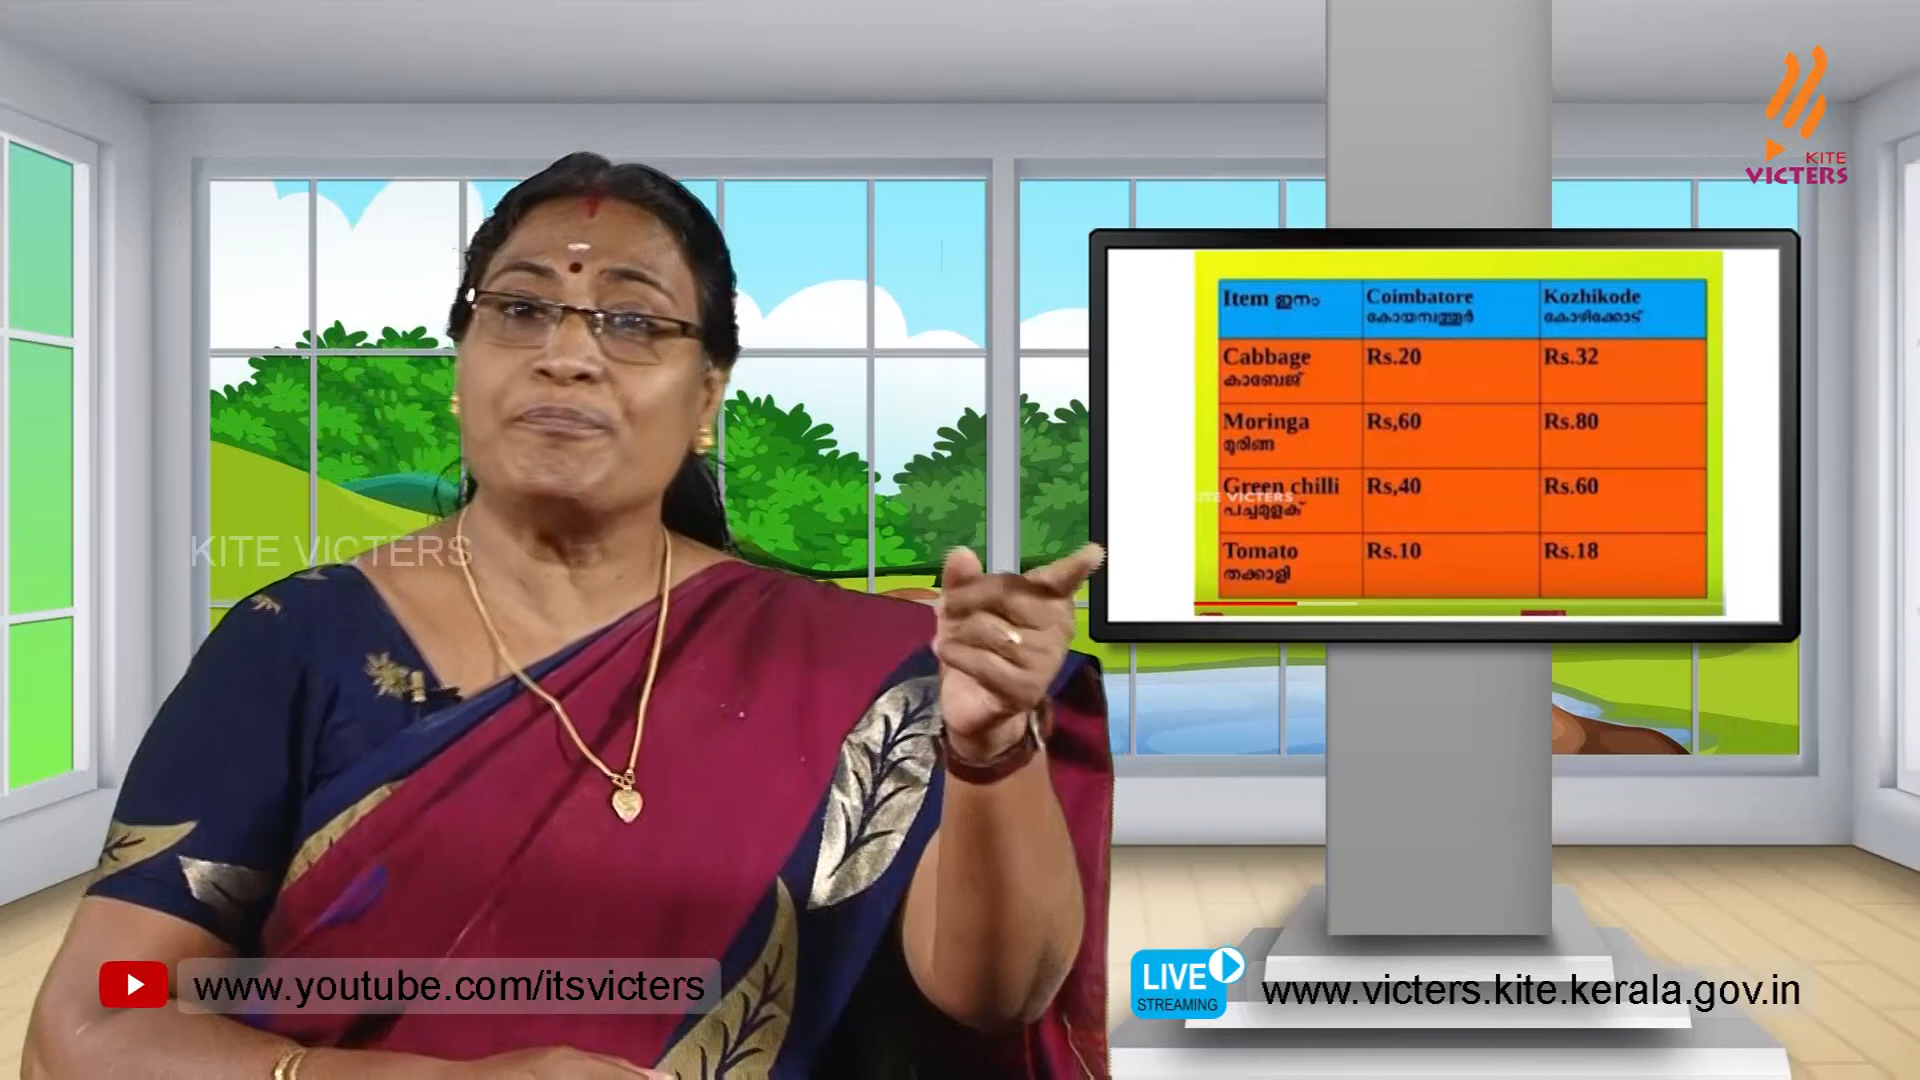 KITE
VICTERS
Item ഇനം
Coimbatore
കോയമ്പത്തൂർ
Kozhikode
കോഴിക്കോട്
Cabbage
കാബേജ്
Rs.20
Rs.32
Moringa
മുരിങ്ങ
Rs,60
Rs.80
Green chilli
പച്ചമുളക്
Rs,40
Rs.60
KITE VICTERS
Tomato
തക്കാളി
Rs.10
Rs.18
KITE VICTERS
www.youtube.com/itsvicters
LIVE
STREAMING
www.victers.kite.kerala.gov.in